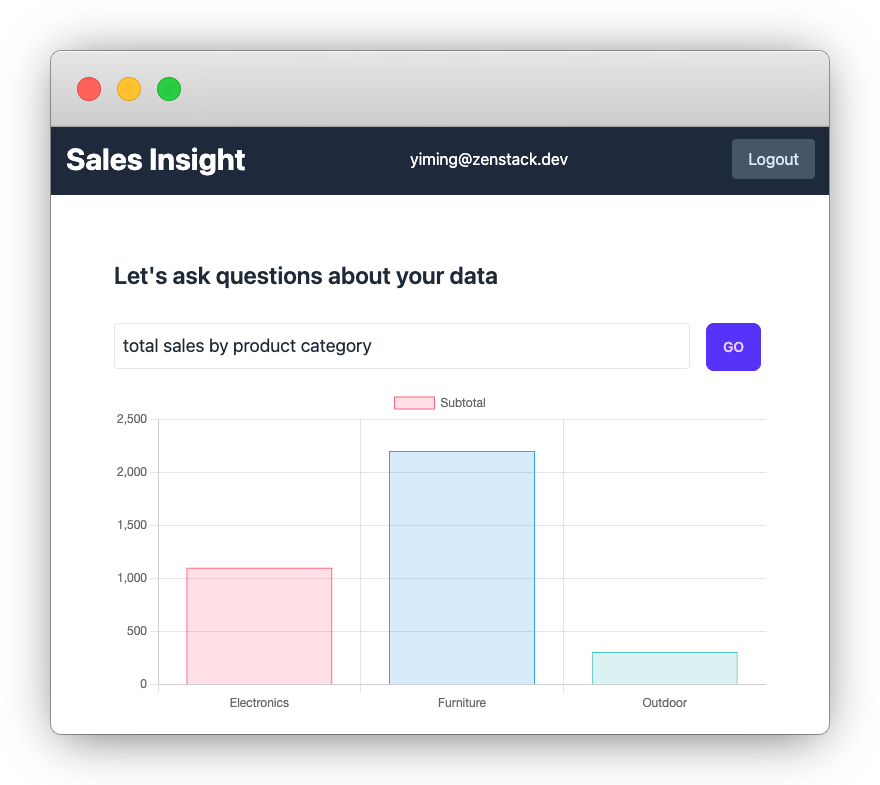 Sales Insight
yiming@zenstack.dev
Logout
Let's ask questions about your data
total sales by product category
GO
Subtotal
2,500
2,000
1,500
1,000
500
0
Electronics
Furniture
Outdoor